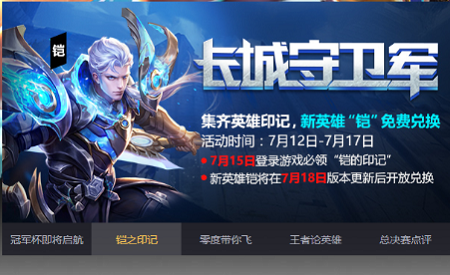 铠
长城守卫军
集齐英雄印记，新英雄“铠”免费兑换
活动时间：7月12日-7月17日
• 7月15日登录游戏必领“铠的印记”
• 新英雄铠将在7月18日版本更新后开放兑换
冠军杯即将启航 铠之印记 零度带你飞 王者论英雄 总决赛点评